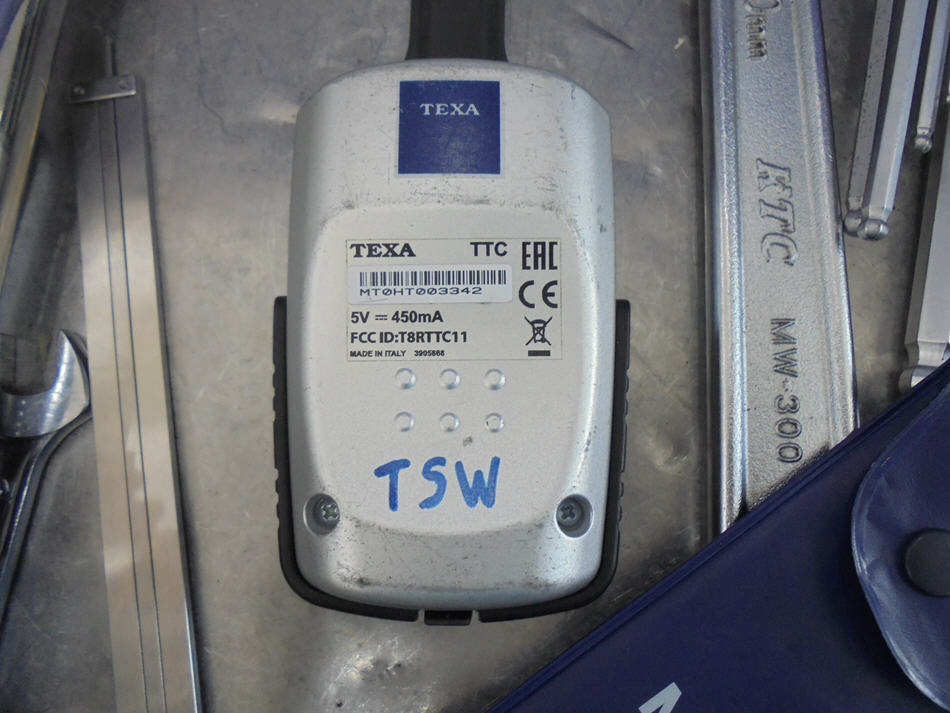 TEXA
TEXA TTC EAC
MT0HT003342
CE
5V ⎓ 450mA
FCC ID:T8RTTC11
MADE IN ITALY 3905868
TSW
0mm
KTC
MW-300